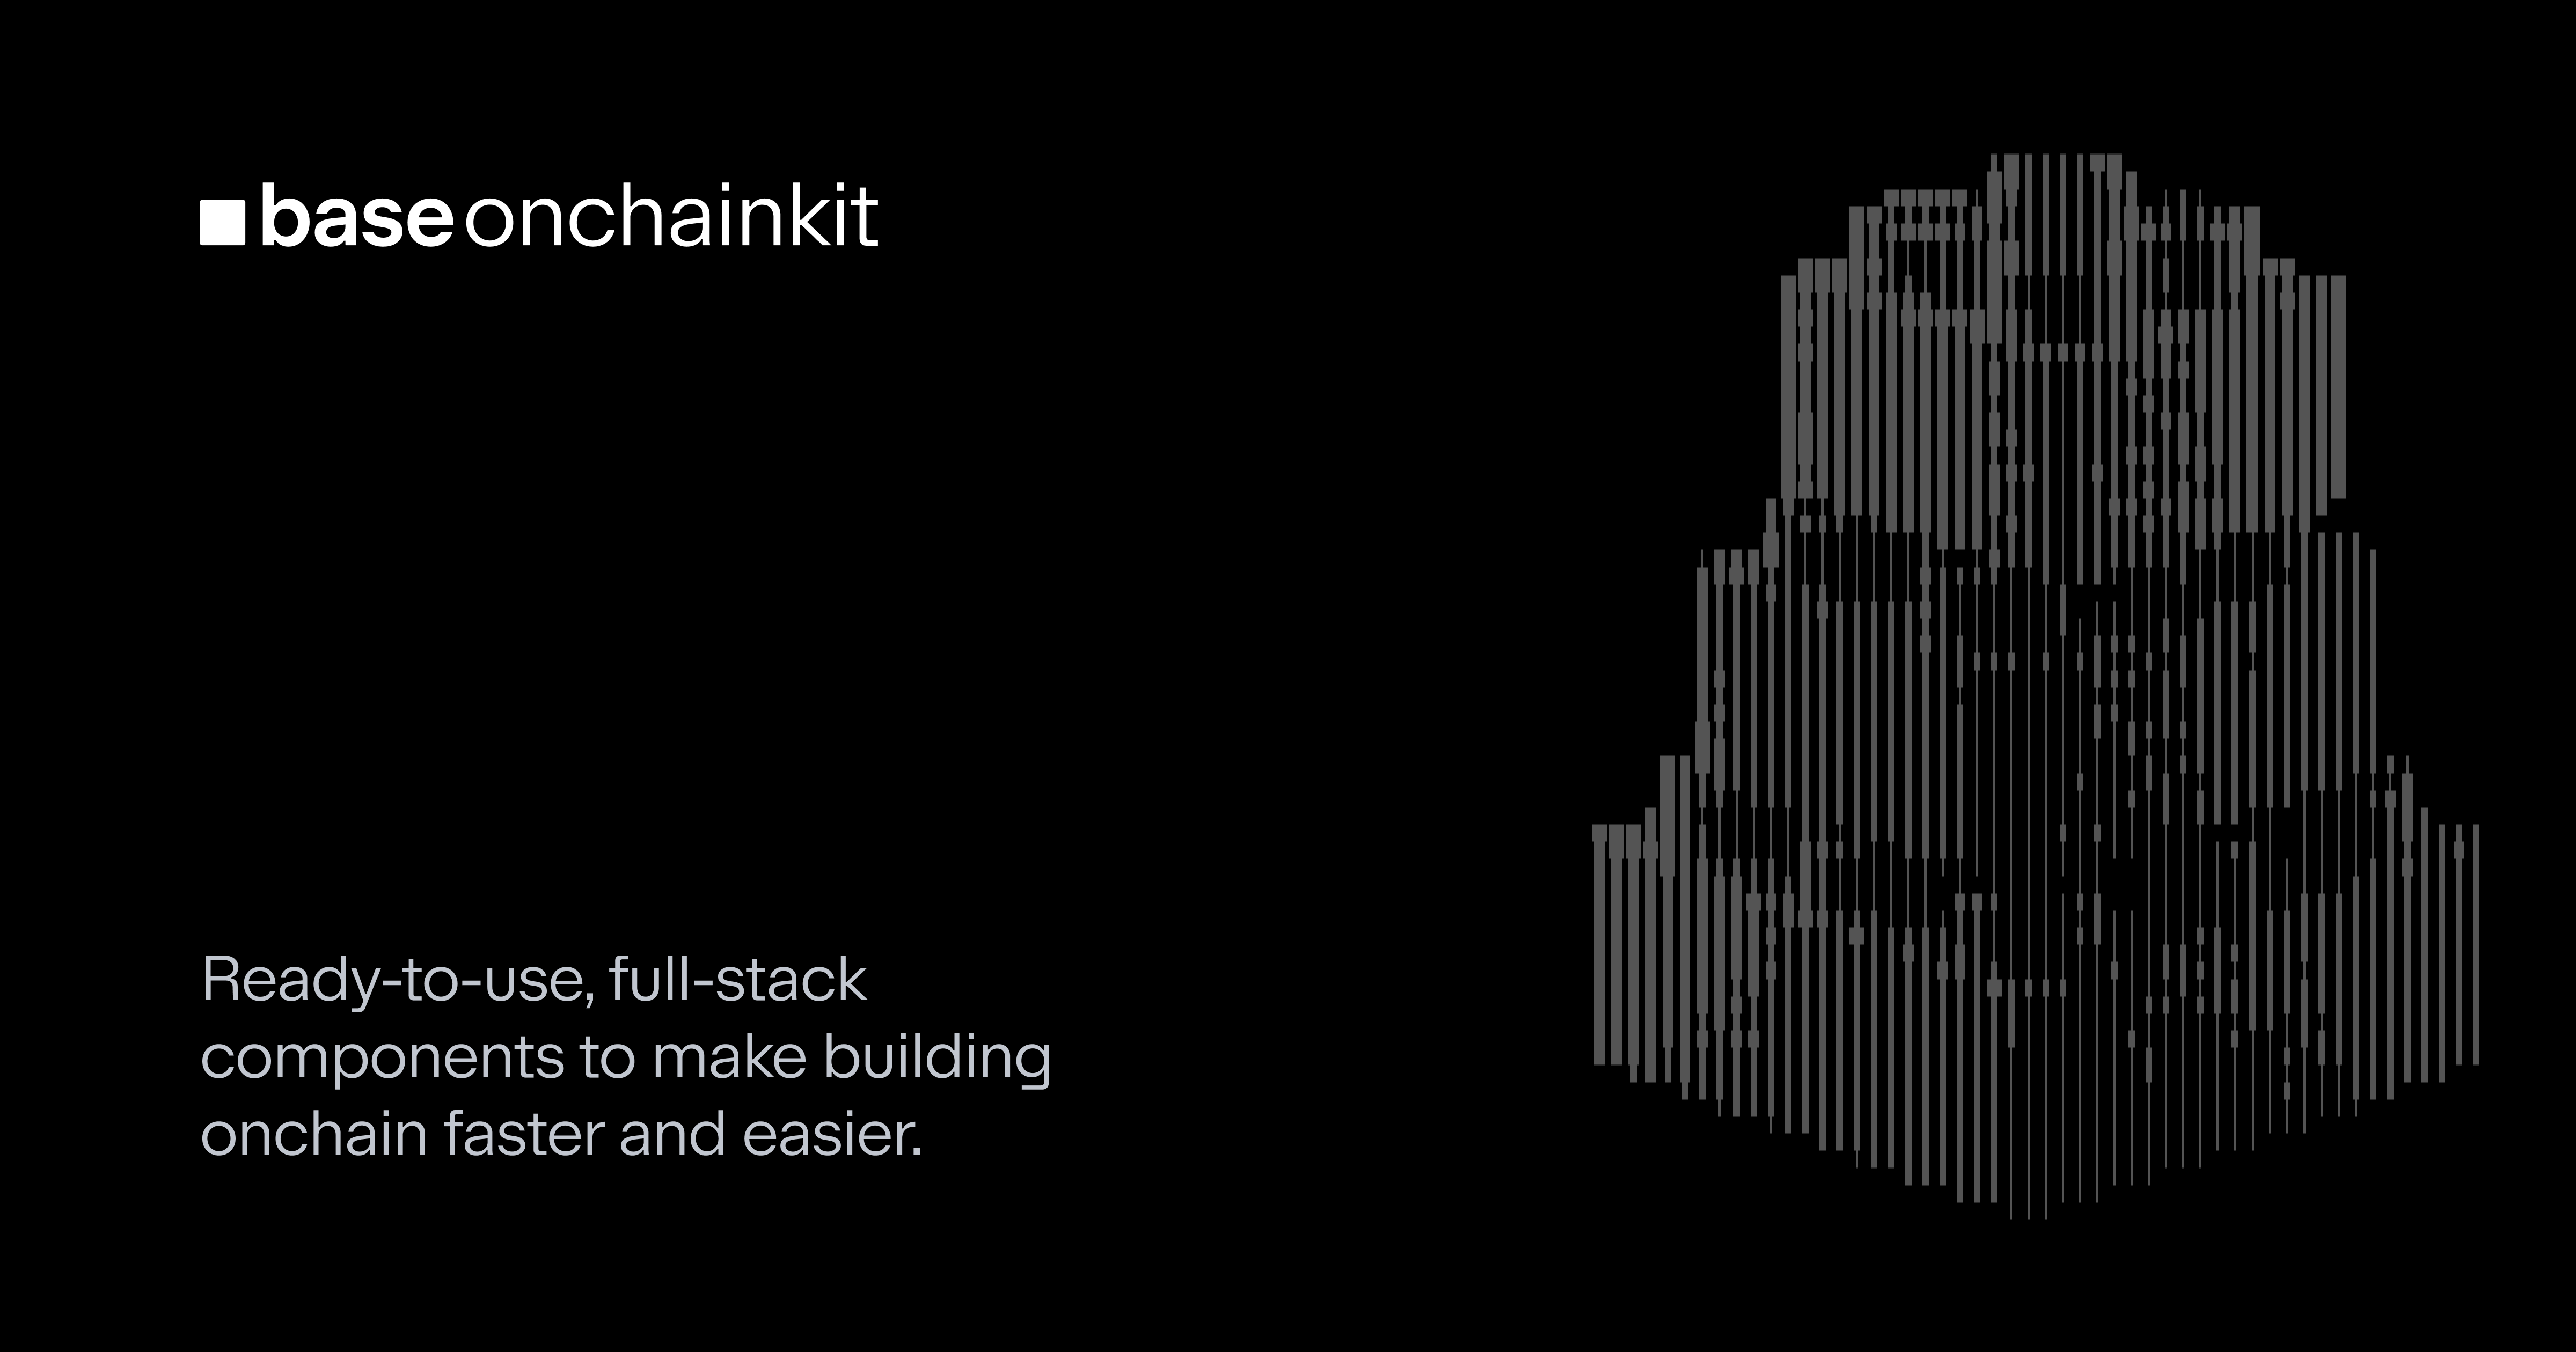 base onchainkit
Ready-to-use, full-stack
components to make building
onchain faster and easier.